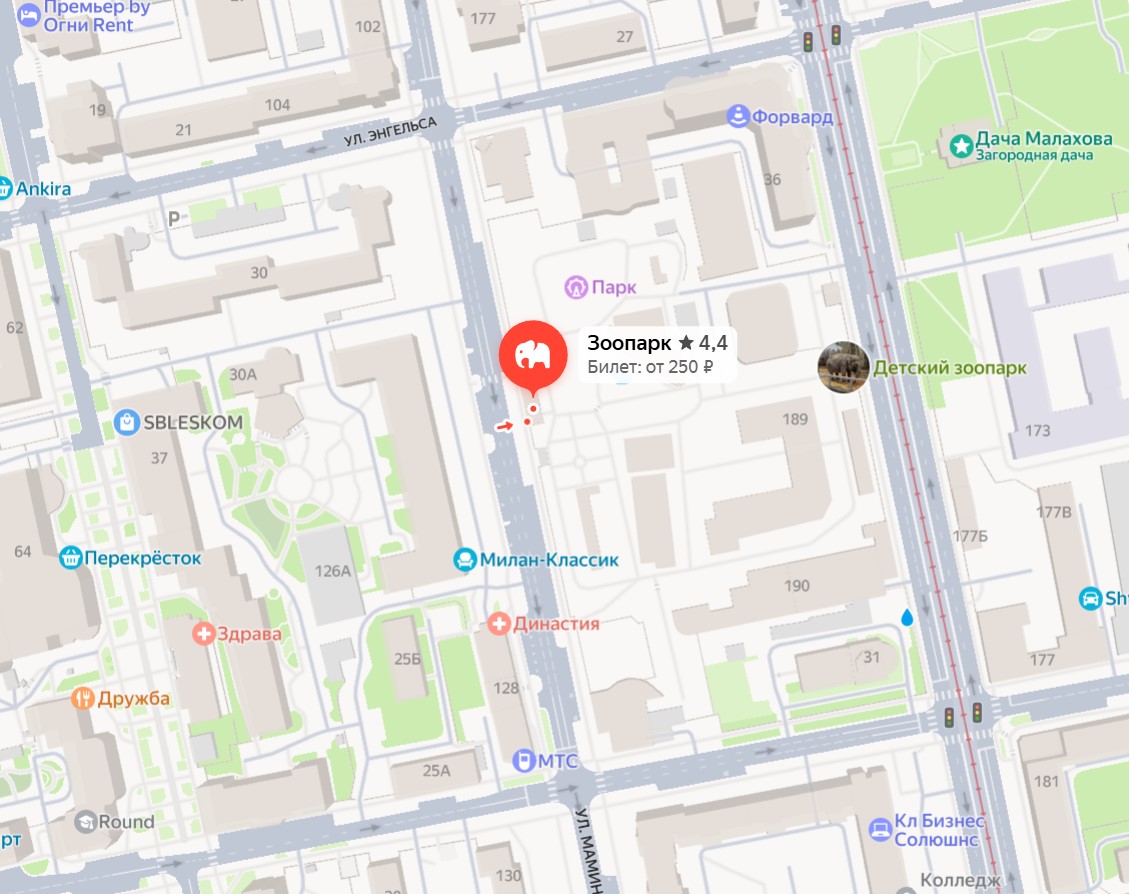 Премьер by
Огни Rent
102
177
27
19
104
21
УЛ. ЭНГЕЛЬСА
Форвард
Дача Малахова
Загородная дача
36
Ankira
P
30
Парк
62
Зоопарк ★ 4,4
Билет: от 250 ₽
Детский зоопарк
30А
SBLESKOM
189
173
37
64
Перекрёсток
126А
Милан-Классик
177В
177Б
190
Sh
Здрава
Династия
25Б
31
177
128
Дружба
МТС
25А
181
Round
Кл Бизнес
Солюшнс
рт
УЛ. МАМИН
130
Колледж